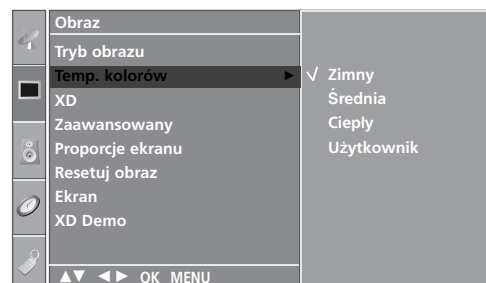 Obraz
Tryb obrazu
Temp. kolorów ►
XD
Zaawansowany
Proporcje ekranu
Resetuj obraz
Ekran
XD Demo
▲▼ ◄► OK MENU
√ Zimny
Średnia
Ciepły
Użytkownik